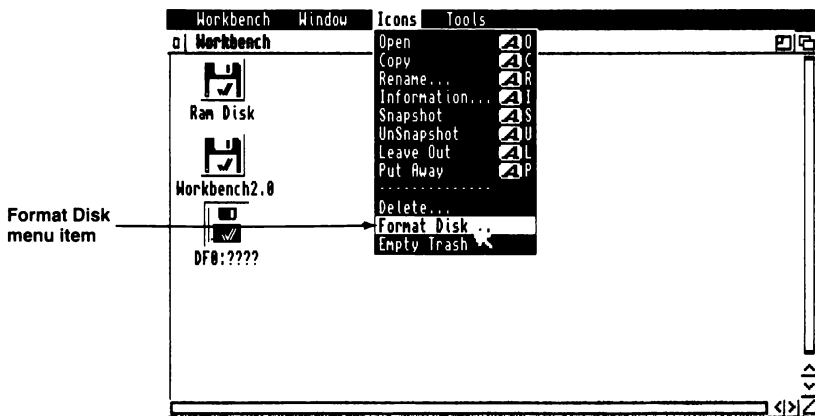 Workbench Window Icons Tools
Workbench
Open A O
Copy A C
Rename... A R
Information... A I
Snapshot A S
UnSnapshot A U
Leave Out A L
Put Away A P
--------------
Delete...
Format Disk ..
Empty Trash
Ram Disk
Workbench2.0
DF0:????
Format Disk
menu item